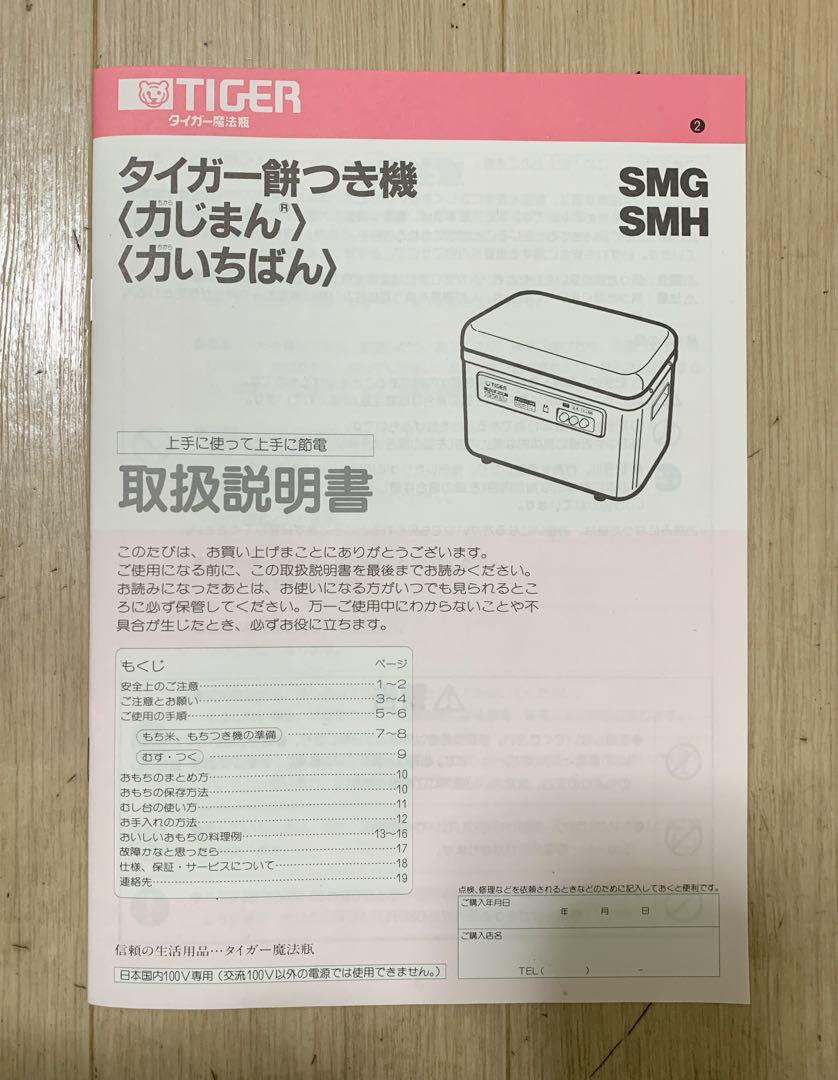 TIGER
タイガー魔法瓶
2
タイガー餅つき機
〈力じまん®〉
ちから
〈力いちばん〉
ちから
SMG
SMH
TIGER
上手に使って上手に節電
取扱説明書
このたびは、お買い上げまことにありがとうございます。
ご使用になる前に、この取扱説明書を最後までお読みください。
お読みになったあとは、お使いになる方がいつでも見られるとこ
ろに必ず保管してください。万一ご使用中にわからないことや不
具合が生じたとき、必ずお役に立ちます。
もくじ ページ
安全上のご注意…1〜2
ご注意とお願い…3〜4
ご使用の手順…5〜6
もち米、もちつき機の準備…7〜8
むす・つく…9
おもちのまとめ方…10
おもちの保存方法…10
むし台の使い方…11
お手入れの方法…12
おいしいおもちの料理例…13〜16
故障かなと思ったら…17
仕様、保証・サービスについて…18
連絡先…19
点検、修理などを依頼されるときなどのために記入しておくと便利です。
ご購入年月日
年 月 日
ご購入店名
TEL( ) -
信頼の生活用品…タイガー魔法瓶
日本国内100V専用(交流100V以外の電源では使用できません。)